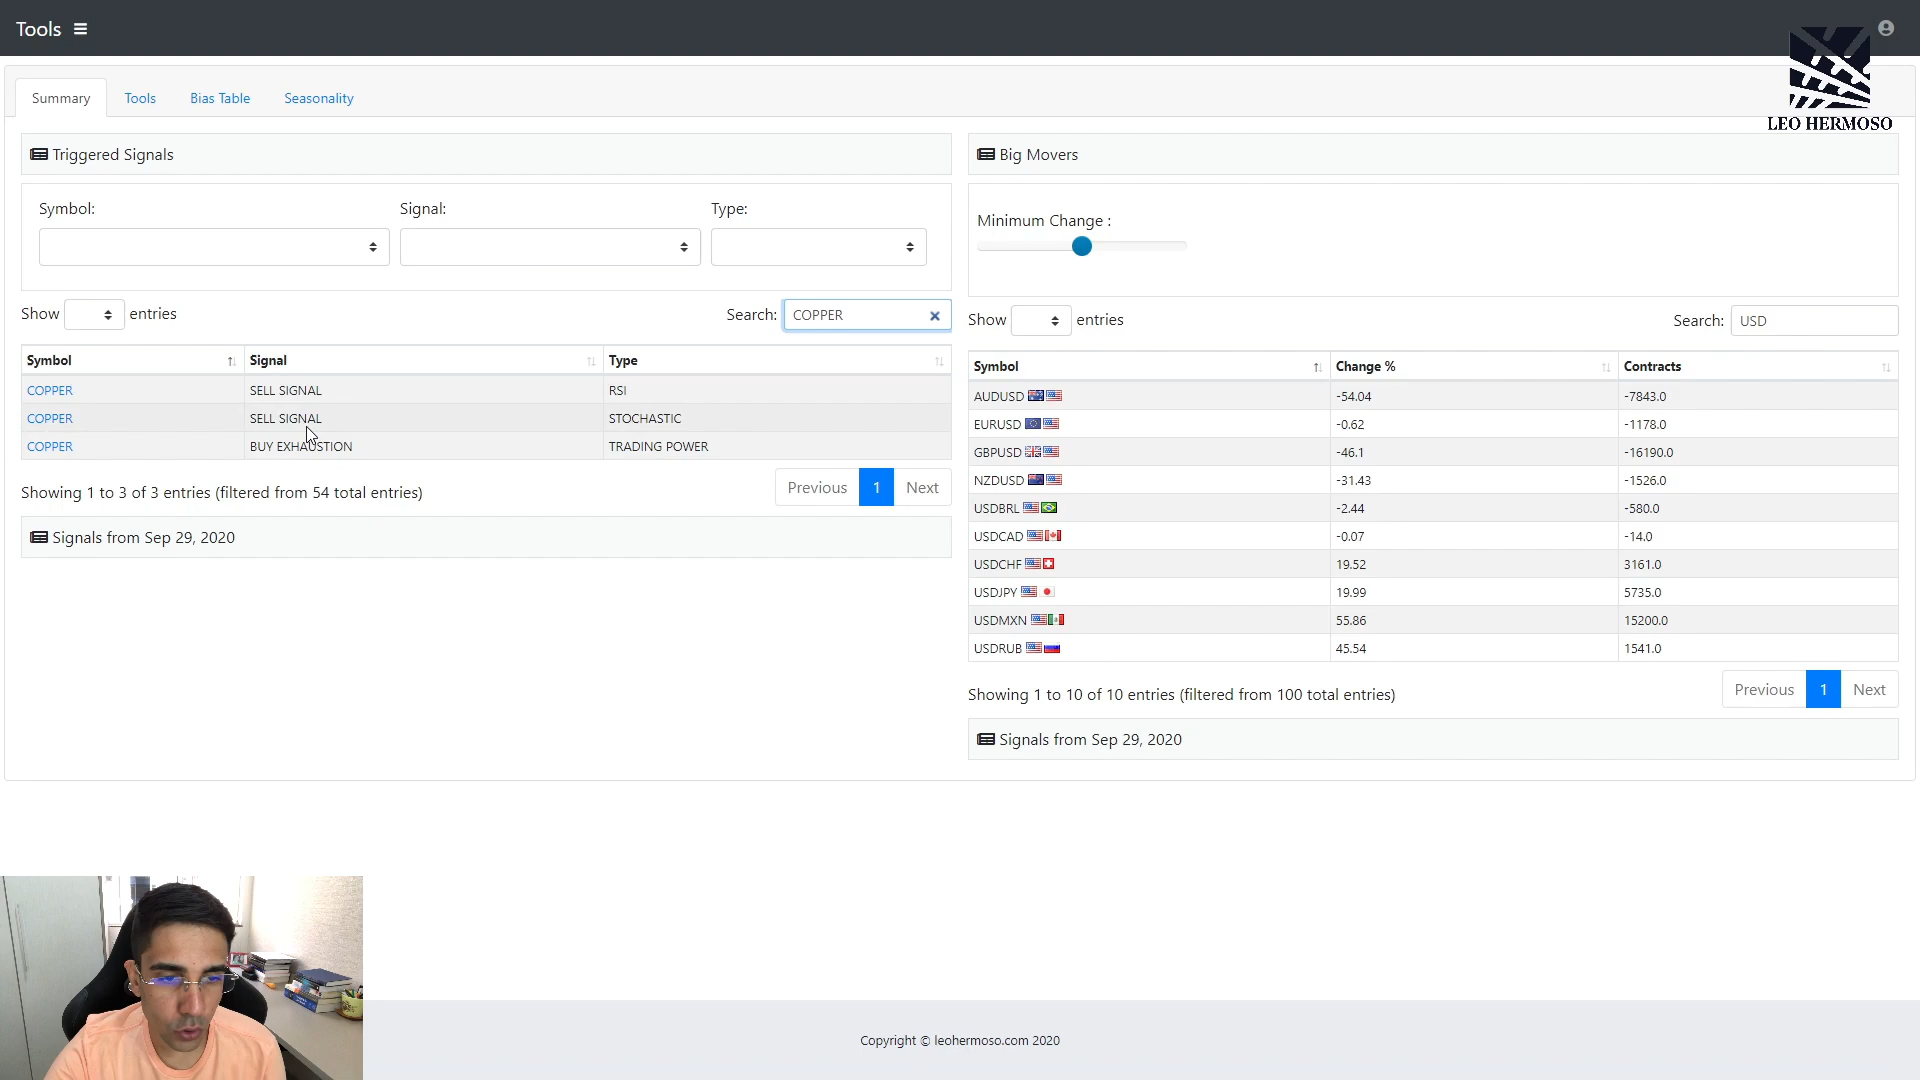 Tools
LEO HERMOSO
Summary Tools Bias Table Seasonality
Triggered Signals
Symbol: Signal: Type:
Show entries Search: COPPER
Symbol Signal Type
COPPER SELL SIGNAL RSI
COPPER SELL SIGNAL STOCHASTIC
COPPER BUY EXHAUSTION TRADING POWER
Showing 1 to 3 of 3 entries (filtered from 54 total entries) Previous 1 Next
Signals from Sep 29, 2020
Big Movers
Minimum Change :
Show entries Search: USD
Symbol Change % Contracts
AUDUSD -54.04 -7843.0
EURUSD -0.62 -1178.0
GBPUSD -46.1 -16190.0
NZDUSD -31.43 -1526.0
USDBRL -2.44 -580.0
USDCAD -0.07 -14.0
USDCHF 19.52 3161.0
USDJPY 19.99 5735.0
USDMXN 55.86 15200.0
USDRUB 45.54 1541.0
Showing 1 to 10 of 10 entries (filtered from 100 total entries) Previous 1 Next
Signals from Sep 29, 2020
Copyright © leohermoso.com 2020